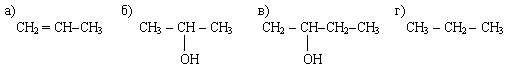 а) б) в) г)
CH₂ = CH–CH₃ CH₃ – CH – CH₃ CH₂ – CH–CH₂–CH₃ CH₃ – CH₂ – CH₃
OH OH